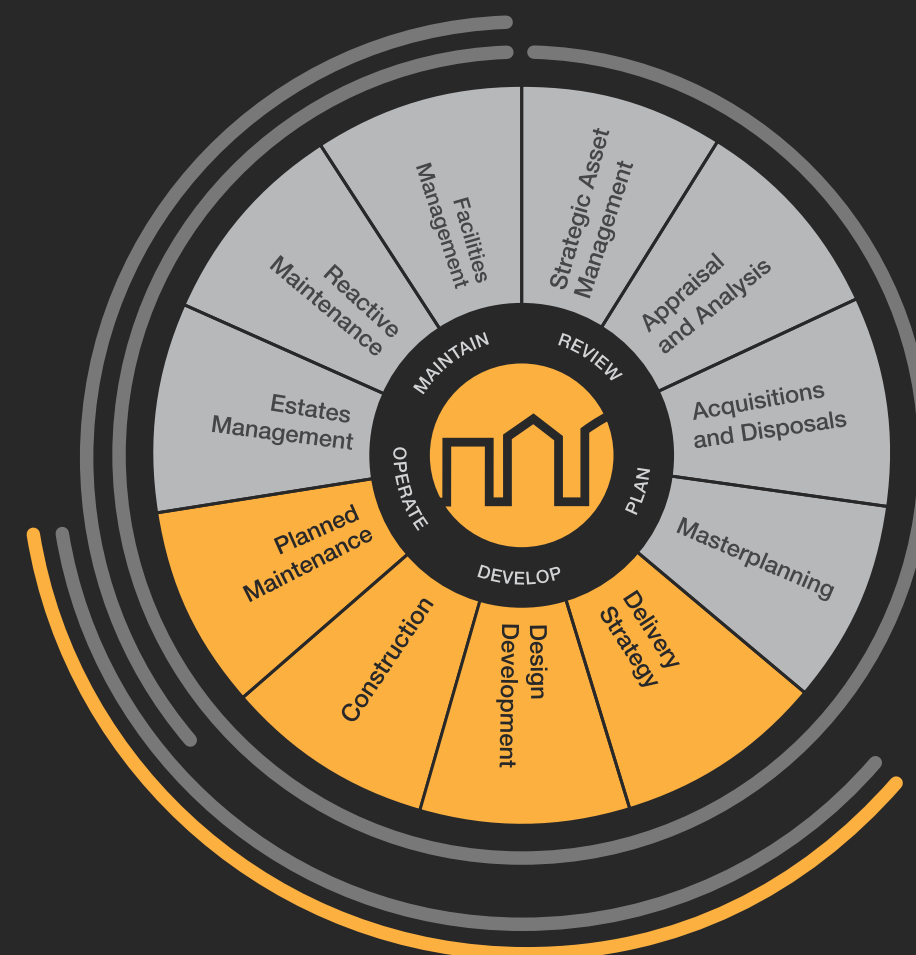 Strategic Asset
Management
Appraisal
and Analysis
Acquisitions
and Disposals
Masterplanning
Delivery
Strategy
Design
Development
Construction
Planned
Maintenance
Estates
Management
Reactive
Maintenance
Facilities
Management
REVIEW
PLAN
DEVELOP
OPERATE
MAINTAIN